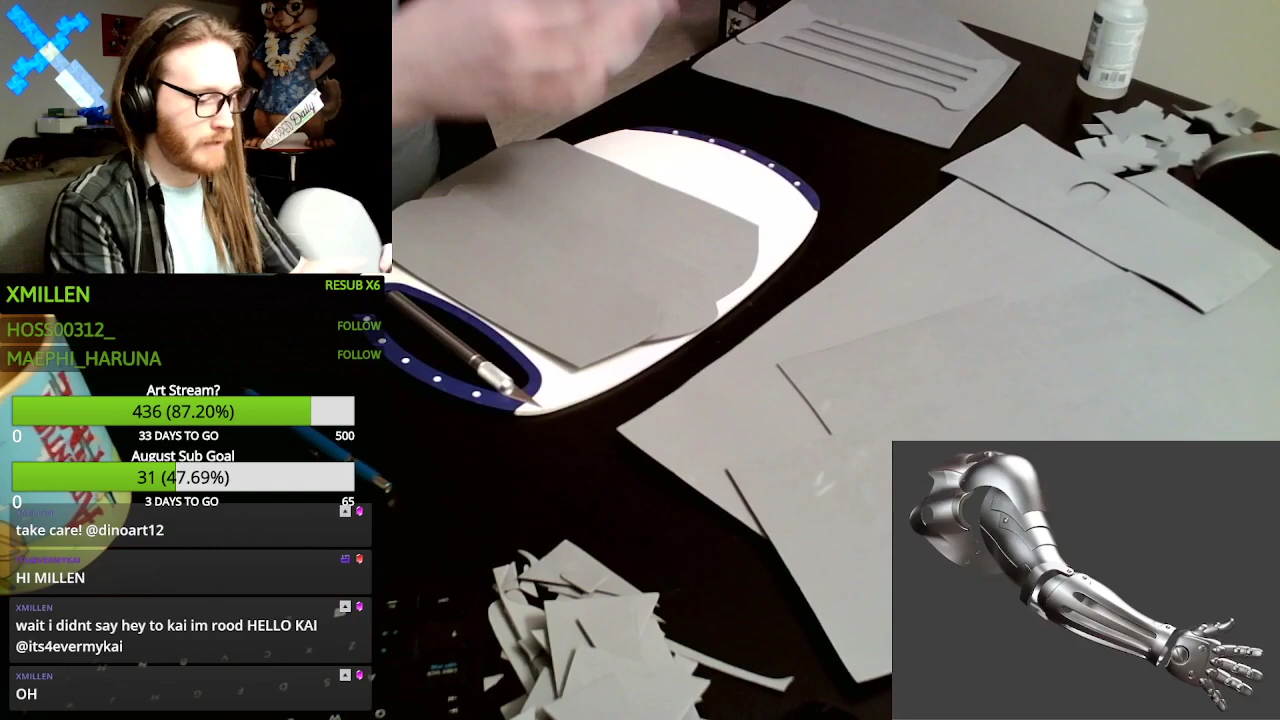 Daily
XMILLEN
RESUB X6
HOSS00312_
FOLLOW
MAEPHI_HARUNA
FOLLOW
Art Stream?
436 (87.20%)
0
33 DAYS TO GO
500
August Sub Goal
31 (47.69%)
0
3 DAYS TO GO
65
take care! @dinoart12
HI MILLEN
XMILLEN
wait i didnt say hey to kai im rood HELLO KAI
@its4evermykai
XMILLEN
OH